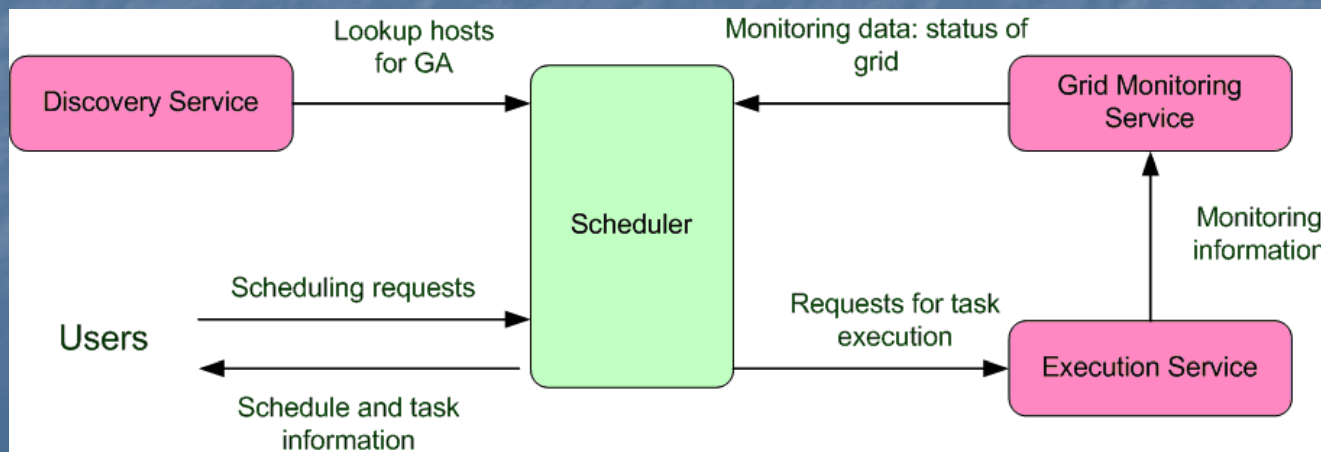 Lookup hosts
for GA
Monitoring data: status of
grid
Discovery Service
Grid Monitoring
Service
Scheduler
Monitoring
information
Scheduling requests
Users
Requests for task
execution
Execution Service
Schedule and task
information